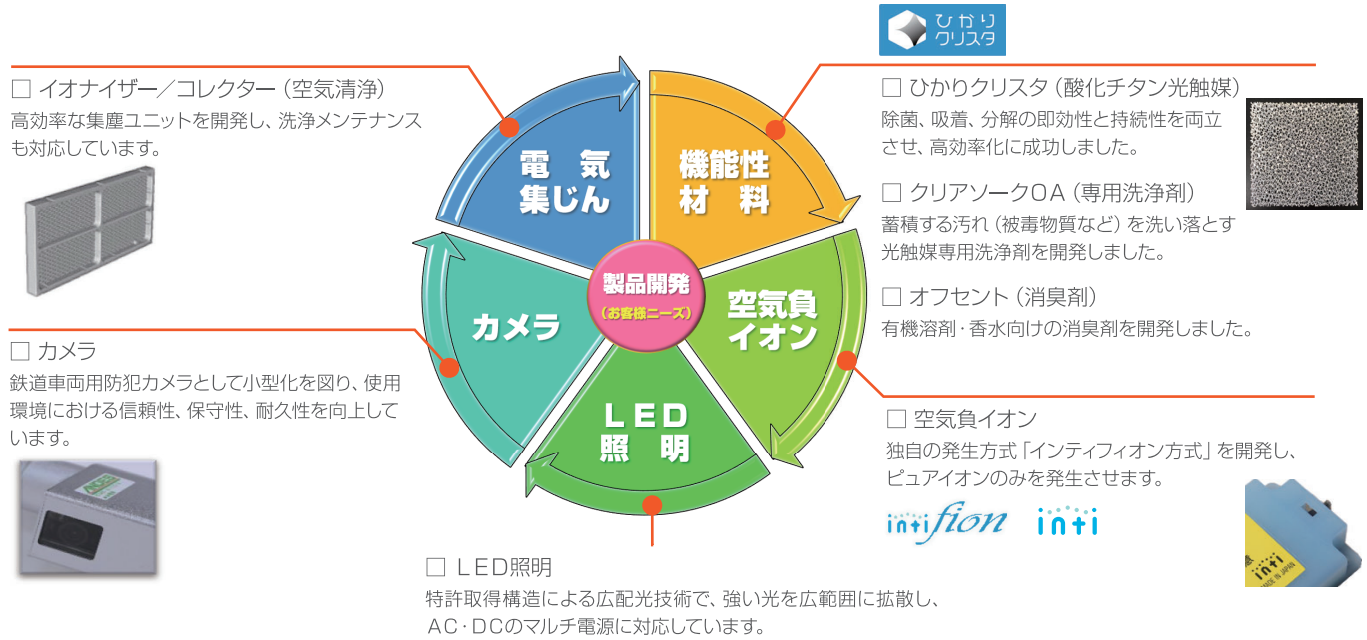 □ イオナイザー／コレクター（空気清浄）
高効率な集塵ユニットを開発し、洗浄メンテナンス
も対応しています。
□ カメラ
鉄道車両用防犯カメラとして小型化を図り、使用
環境における信頼性、保守性、耐久性を向上して
います。
電　気
集じん
機能性
材　料
カメラ
製品開発
（お客様ニーズ）
空気負
イオン
ＬＥＤ
照　明
□ ＬＥＤ照明
特許取得構造による広配光技術で、強い光を広範囲に拡散し、
ＡＣ・ＤＣのマルチ電源に対応しています。
ひかり
クリスタ
□ ひかりクリスタ（酸化チタン光触媒）
除菌、吸着、分解の即効性と持続性を両立
させ、高効率化に成功しました。
□ クリアソークＯＡ（専用洗浄剤）
蓄積する汚れ（被毒物質など）を洗い落とす
光触媒専用洗浄剤を開発しました。
□ オフセント（消臭剤）
有機溶剤・香水向けの消臭剤を開発しました。
□ 空気負イオン
独自の発生方式「インティフィオン方式」を開発し、
ピュアイオンのみを発生させます。
intifion
inti
inti
MADE IN JAPAN